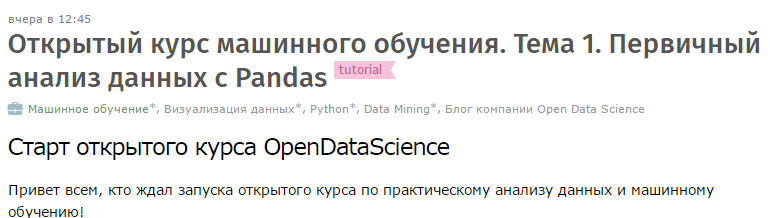 вчера в 12:45
Открытый курс машинного обучения. Тема 1. Первичный
анализ данных с Pandas tutorial
Машинное обучение*, Визуализация данных*, Python*, Data Mining*, Блог компании Open Data Science
Старт открытого курса OpenDataScience
Привет всем, кто ждал запуска открытого курса по практическому анализу данных и машинному
обучению!